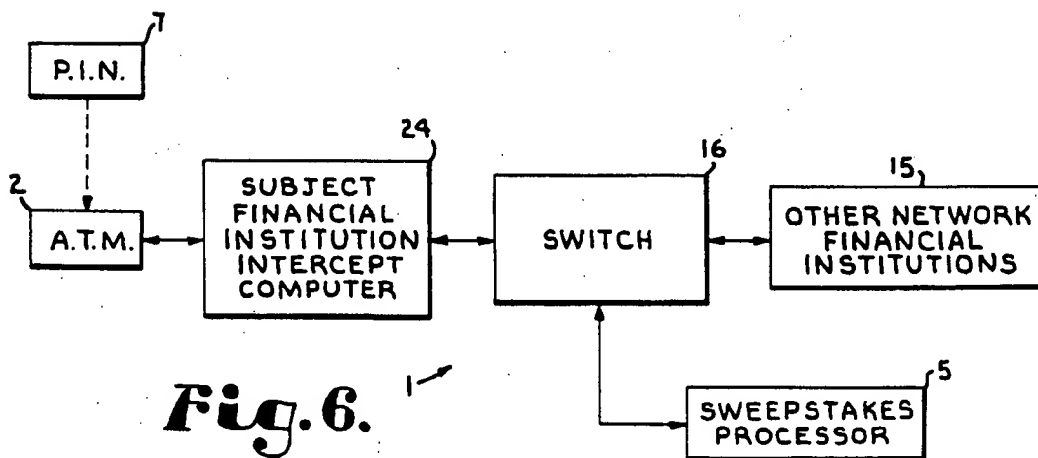 7
P.I.N.
2
A.T.M.
24
SUBJECT
FINANCIAL
INSTITUTION
INTERCEPT
COMPUTER
16
SWITCH
15
OTHER NETWORK
FINANCIAL
INSTITUTIONS
5
SWEEPSTAKES
PROCESSOR
1
Fig. 6.